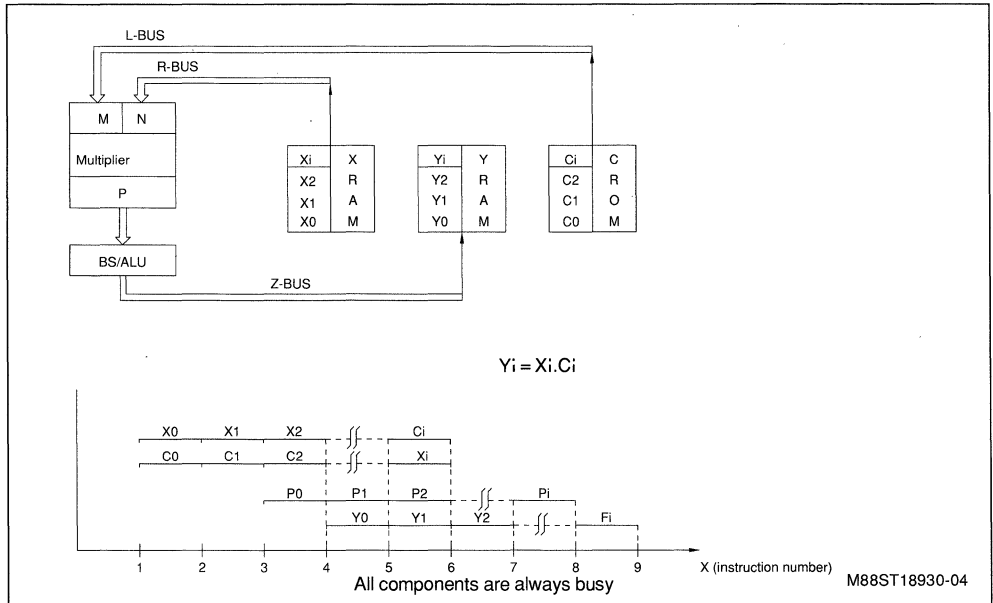 L-BUS
R-BUS
M N
Multiplier
P
BS/ALU
Z-BUS
Xi X
X2 R
X1 A
X0 M
Yi Y
Y2 R
Y1 A
Y0 M
Ci C
C2 R
C1 O
C0 M
Yi = Xi.Ci
X0 X1 X2 Ci
C0 C1 C2 Xi
P0 P1 P2 Pi
Y0 Y1 Y2 Fi
1 2 3 4 5 6 7 8 9 X (instruction number)
All components are always busy
M88ST18930-04